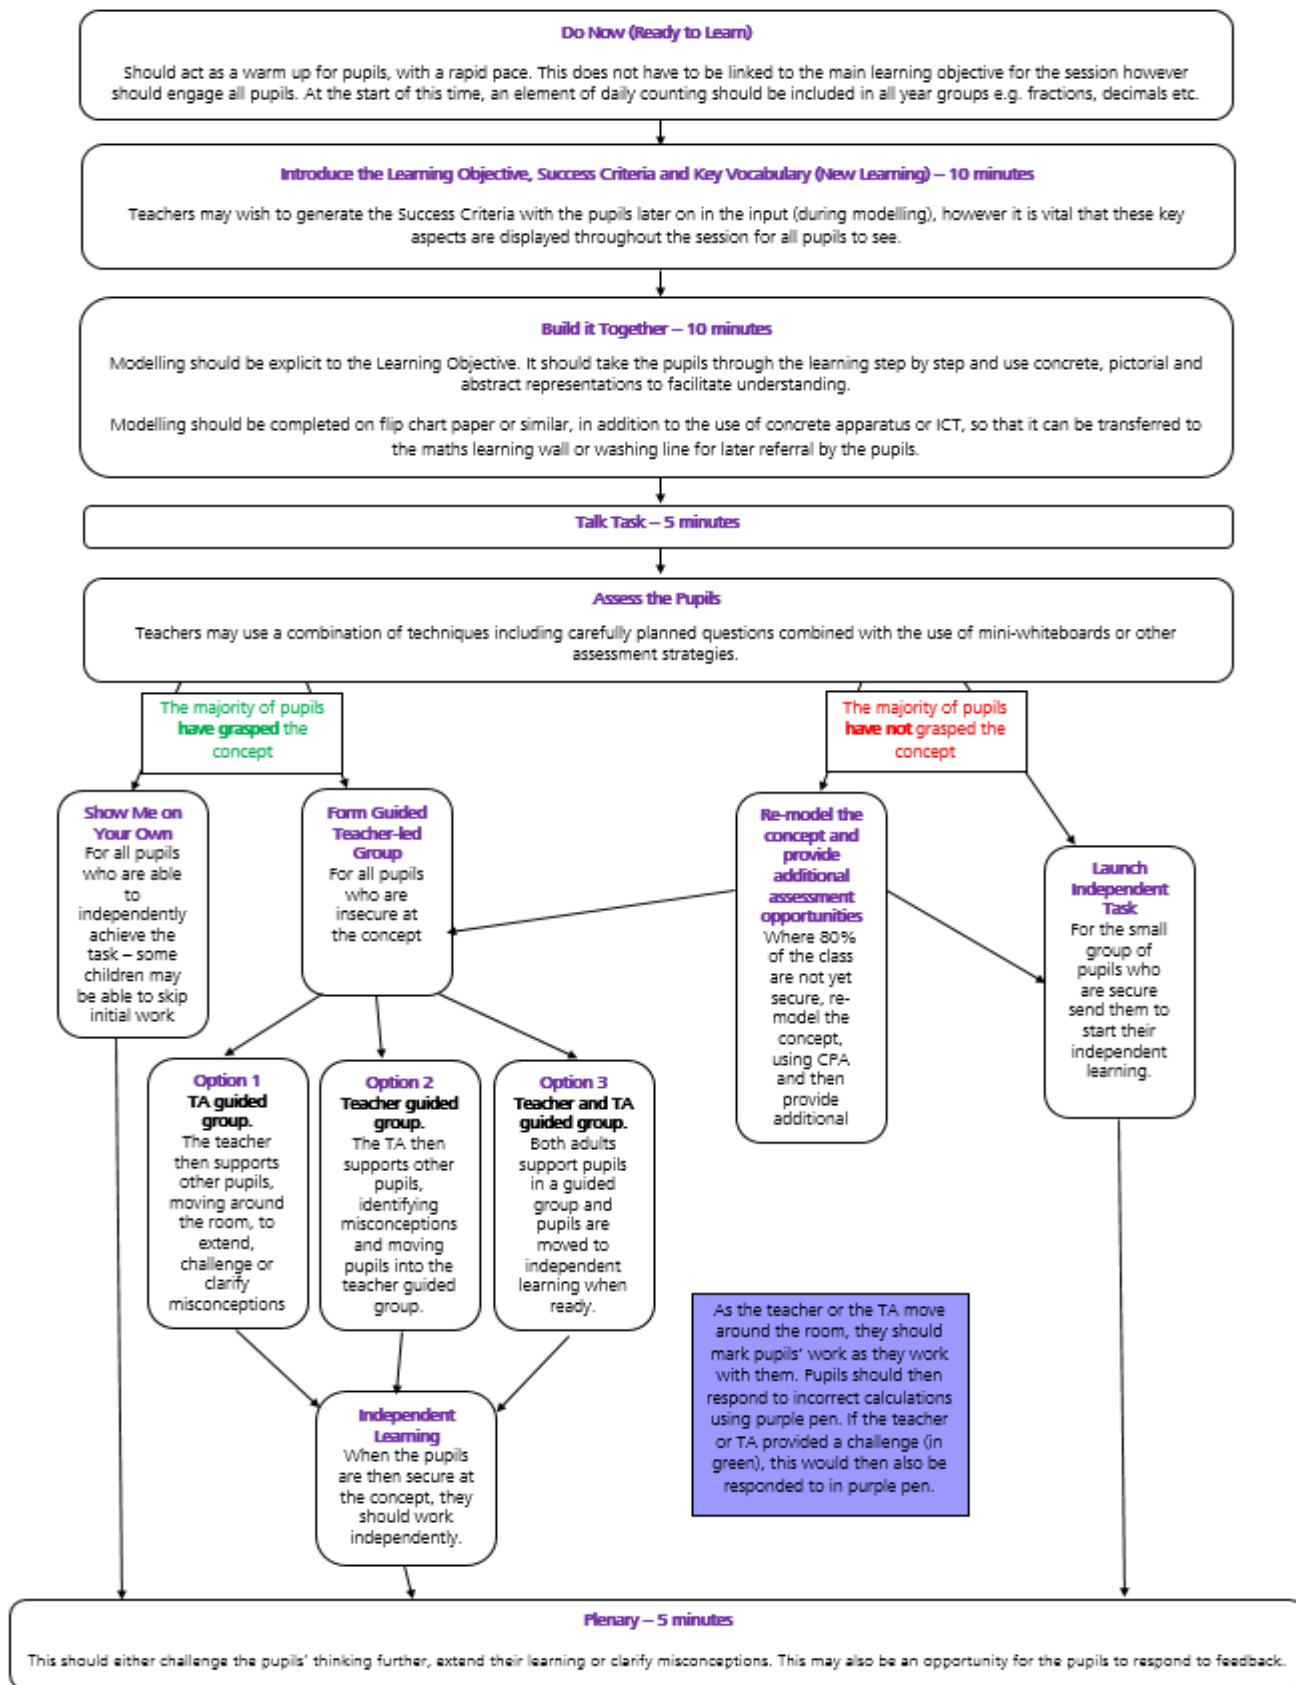 Do Now (Ready to Learn)
Should act as a warm up for pupils, with a rapid pace. This does not have to be linked to the main learning objective for the session however
should engage all pupils. At the start of this time, an element of daily counting should be included in all year groups e.g. fractions, decimals etc.
Introduce the Learning Objective, Success Criteria and Key Vocabulary (New Learning) – 10 minutes
Teachers may wish to generate the Success Criteria with the pupils later on in the input (during modelling), however it is vital that these key
aspects are displayed throughout the session for all pupils to see.
Build it Together – 10 minutes
Modelling should be explicit to the Learning Objective. It should take the pupils through the learning step by step and use concrete, pictorial and
abstract representations to facilitate understanding.
Modelling should be completed on flip chart paper or similar, in addition to the use of concrete apparatus or ICT, so that it can be transferred to
the maths learning wall or washing line for later referral by the pupils.
Talk Task – 5 minutes
Assess the Pupils
Teachers may use a combination of techniques including carefully planned questions combined with the use of mini-whiteboards or other
assessment strategies.
The majority of pupils
have grasped the
concept
The majority of pupils
have not grasped the
concept
Show Me on
Your Own
For all pupils
who are able
to
independently
achieve the
task – some
children may
be able to skip
initial work
Form Guided
Teacher-led
Group
For all pupils
who are
insecure at
the concept
Re-model the
concept and
provide
additional
assessment
opportunities
Where 80%
of the class
are not yet
secure, re-
model the
concept,
using CPA
and then
provide
additional
Launch
Independent
Task
For the small
group of
pupils who
are secure
send them to
start their
independent
learning.
Option 1
TA guided
group.
The teacher
then supports
other pupils,
moving around
the room, to
extend,
challenge or
clarify
misconceptions
Option 2
Teacher guided
group.
The TA then
supports other
pupils,
identifying
misconceptions
and moving
pupils into the
teacher guided
group.
Option 3
Teacher and TA
guided group.
Both adults
support pupils
in a guided
group and
pupils are
moved to
independent
learning when
ready.
As the teacher or the TA move
around the room, they should
mark pupils' work as they work
with them. Pupils should then
respond to incorrect calculations
using purple pen. If the teacher
or TA provided a challenge (in
green), this would then also be
responded to in purple pen.
Independent
Learning
When the pupils
are then secure at
the concept, they
should work
independently.
Plenary – 5 minutes
This should either challenge the pupils' thinking further, extend their learning or clarify misconceptions. This may also be an opportunity for the pupils to respond to feedback.